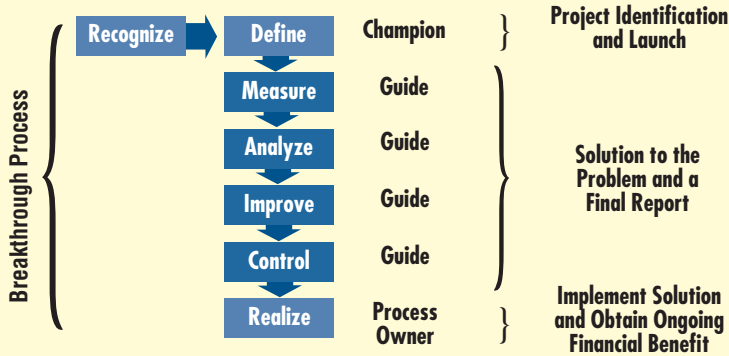 Breakthrough Process
Recognize
Define
Champion
Project Identification
and Launch
Measure
Guide
Analyze
Guide
Improve
Guide
Control
Guide
Solution to the
Problem and a
Final Report
Realize
Process
Owner
Implement Solution
and Obtain Ongoing
Financial Benefit